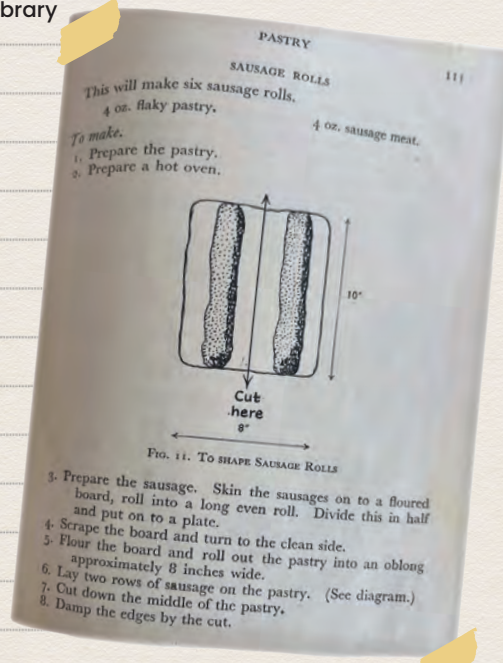 brary
PASTRY
111
SAUSAGE ROLLS
This will make six sausage rolls.
4 oz. flaky pastry.
4 oz. sausage meat.
To make.
1. Prepare the pastry.
2. Prepare a hot oven.
10"
Cut
here
8"
FIG. 11. TO SHAPE SAUSAGE ROLLS
3. Prepare the sausage. Skin the sausages on to a floured
board, roll into a long even roll. Divide this in half
and put on to a plate.
4. Scrape the board and turn to the clean side.
5. Flour the board and roll out the pastry into an oblong
approximately 8 inches wide.
6. Lay two rows of sausage on the pastry. (See diagram.)
7. Cut down the middle of the pastry.
8. Damp the edges by the cut.